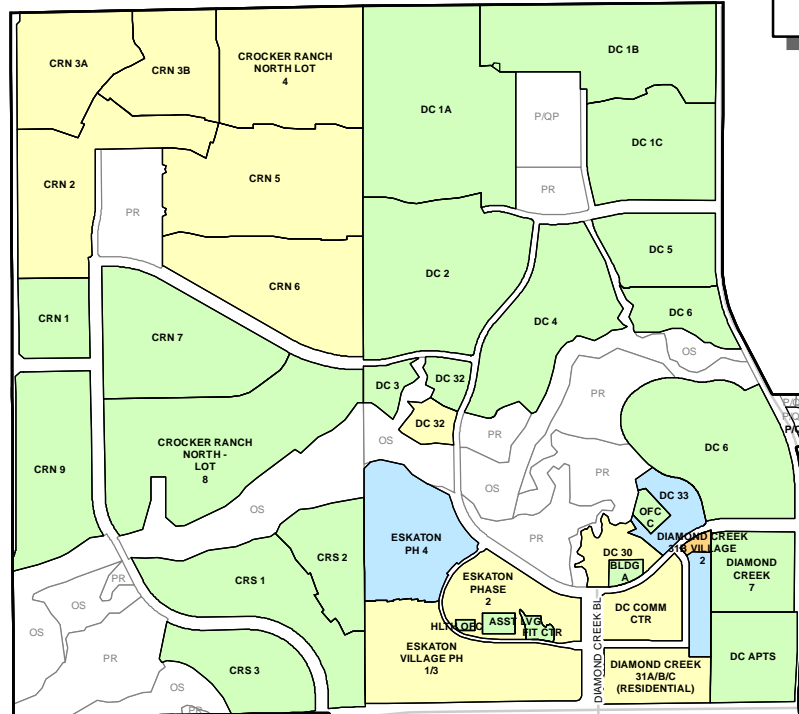 CRN 3A
CRN 3B
CROCKER RANCH
NORTH LOT
4
DC 1B
DC 1A
P/QP
DC 1C
CRN 2
CRN 5
PR
PR
DC 5
DC 2
CRN 6
DC 4
DC 6
CRN 1
CRN 7
OS
DC 3
DC 32
PR
P/Q
P/Q
P/Q
DC 32
PR
OS
CROCKER RANCH
NORTH -
LOT
8
DC 6
CRN 9
PR
OS
DC 33
OS
OFC
C
ESKATON
PH 4
PR
DIAMOND CREEK
31B VILLAGE
2
DC 30
CRS 2
BLDG
A
DIAMOND
CREEK
7
PR
CRS 1
ESKATON
PHASE
2
OS
DC COMM
CTR
HLTH OFC
ASST LVG
FIT CTR
OS
DIAMOND CREEK BL
PR
ESKATON
VILLAGE PH
1/3
DC APTS
CRS 3
DIAMOND CREEK
31A/B/C
(RESIDENTIAL)
OS
PR